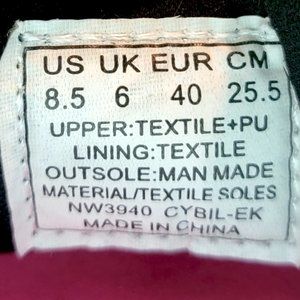 US UK EUR CM
8.5 6 40 25.5
UPPER:TEXTILE+PU
LINING:TEXTILE
OUTSOLE:MAN MADE
MATERIAL/TEXTILE SOLES
NW3940 CYBIL-EK
MADE IN CHINA